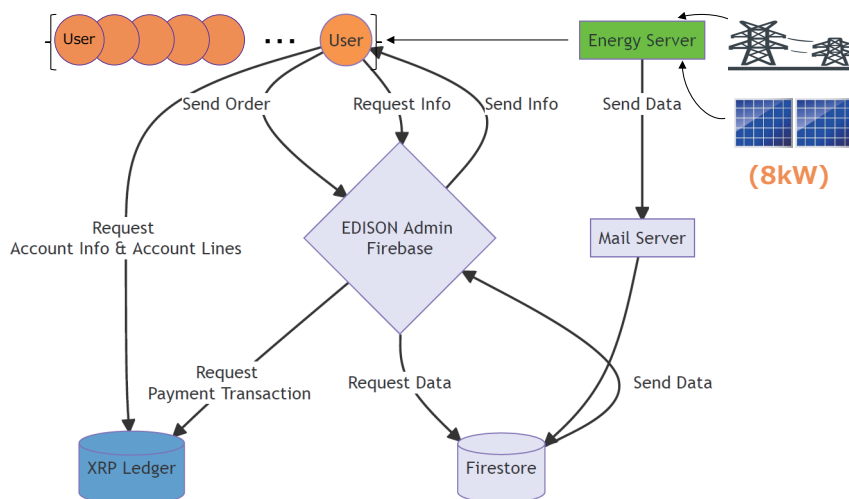 User
...
User
Energy Server
Send Order
Request Info
Send Info
Send Data
(8kW)
Request
Account Info & Account Lines
EDISON Admin
Firebase
Mail Server
Request
Payment Transaction
Request Data
Send Data
XRP Ledger
Firestore